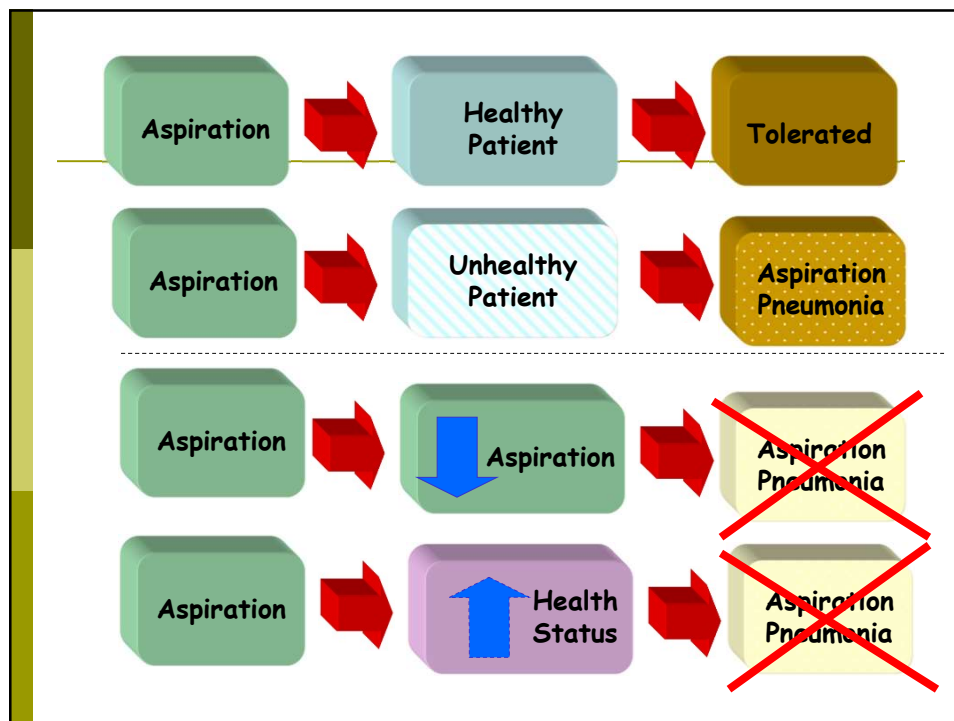 Aspiration
Healthy
Patient
Tolerated
Aspiration
Unhealthy
Patient
Aspiration
Pneumonia
Aspiration
Aspiration
Aspiration
Pneumonia
Aspiration
Health
Status
Aspiration
Pneumonia